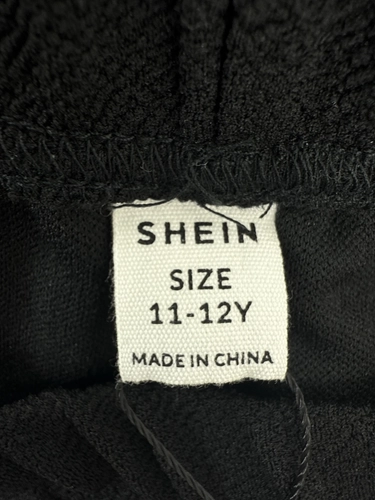 SHEIN
SIZE
11-12Y
MADE IN CHINA